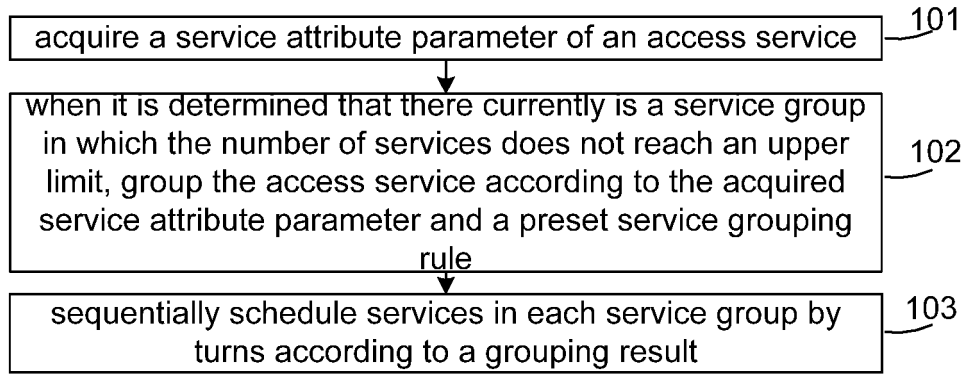 acquire a service attribute parameter of an access service
101
when it is determined that there currently is a service group
in which the number of services does not reach an upper
limit, group the access service according to the acquired
service attribute parameter and a preset service grouping
rule
102
sequentially schedule services in each service group by
turns according to a grouping result
103